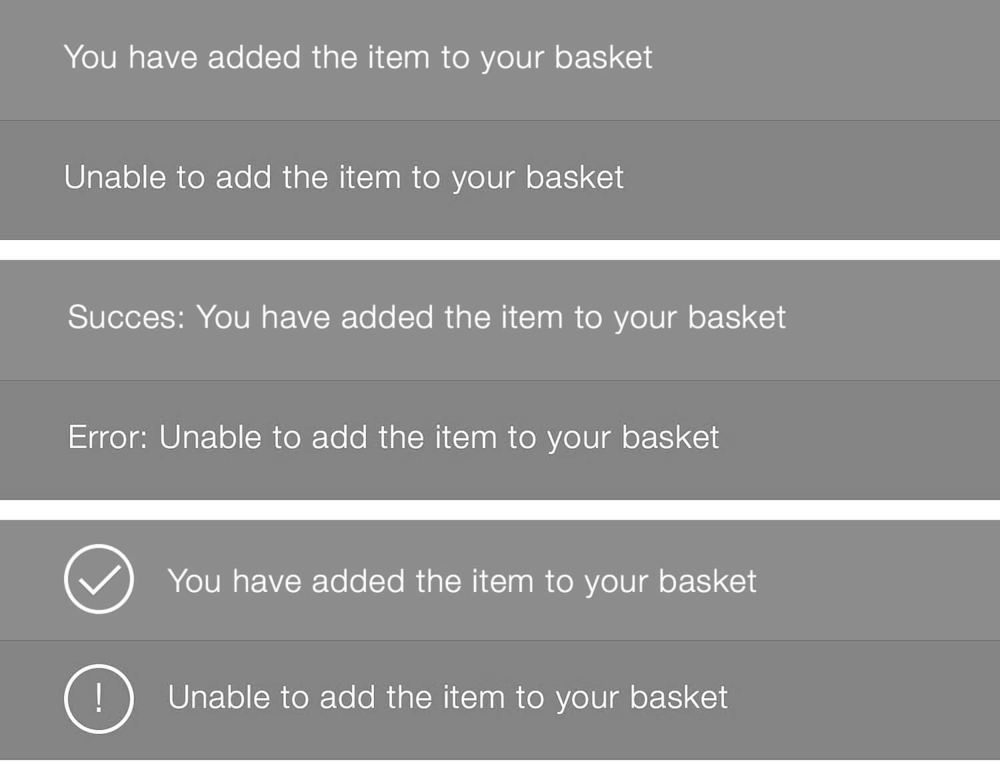 You have added the item to your basket
Unable to add the item to your basket
Succes: You have added the item to your basket
Error: Unable to add the item to your basket
You have added the item to your basket
! Unable to add the item to your basket